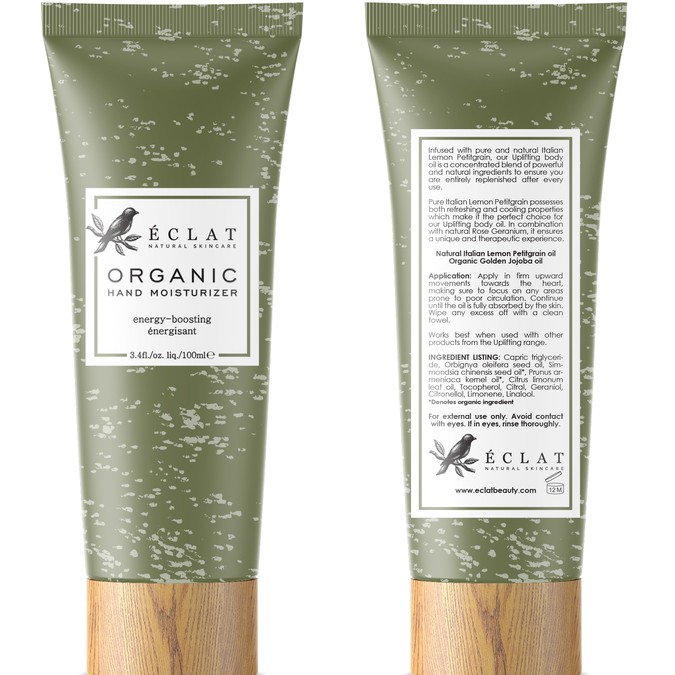 ÉCLAT
NATURAL SKINCARE
ORGANIC
HAND MOISTURIZER
energy-boosting
énergisant
3.4fl./oz. liq./100ml℮
Infused with pure and natural Italian
Lemon Petitgrain, our Uplifting body
oil is a concentrated blend of powerful
and natural ingredients to ensure you
are entirely replenished after every
use.
Pure Italian Lemon Petitgrain possesses
both refreshing and cooling properties
which make if the perfect choice for
our Uplifting body oil. In combination
with natural Rose Geranium, if ensures
a unique and therapeutic experience.
Natural Italian Lemon Petitgrain oil
Organic Golden Jojoba oil
Application: Apply in firm upward
movements towards the heart,
making sure to focus on any areas
prone to poor circulation. Continue
until the oil is fully absorbed by the skin.
Wipe any excess off with a clean
towel.
Works best when used with other
products from the Uplifting range.
INGREDIENT LISTING: Capric triglyceri-
de, Orbignya oleifera seed oil, Sim-
mondsia chinensis seed oil*, Prunus ar-
meniaca kernel oil*, Citrus limonum
leaf oil, Tocopherol, Citral, Geraniol,
Citronellol, Limonene, Linalool.
*Denotes organic ingredient
For external use only. Avoid contact
with eyes. If in eyes, rinse thoroughly.
ÉCLAT
NATURAL SKINCARE
www.eclatbeauty.com
12 M